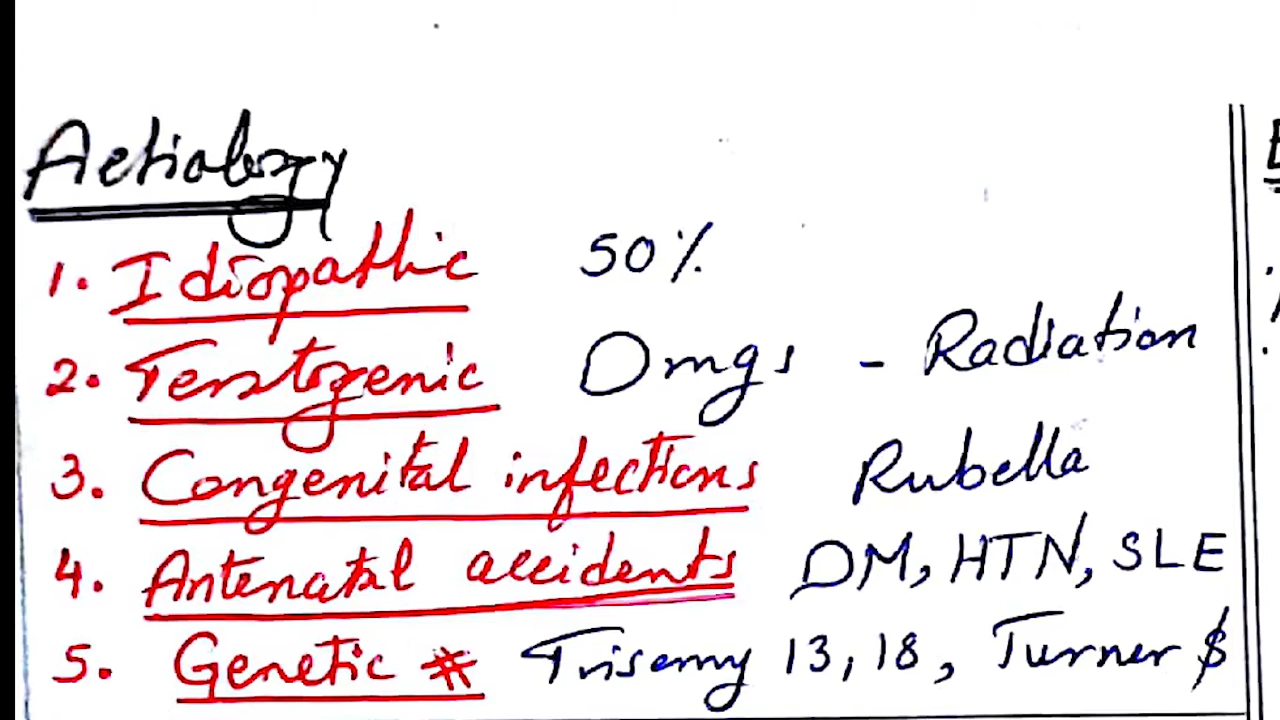 Aetiology
1. Idiopathic 50%
2. Teratogenic Drugs - Radiation
3. Congenital infections Rubella
4. Antenatal accidents DM, HTN, SLE
5. Genetic * Trisomy 13, 18, Turner $